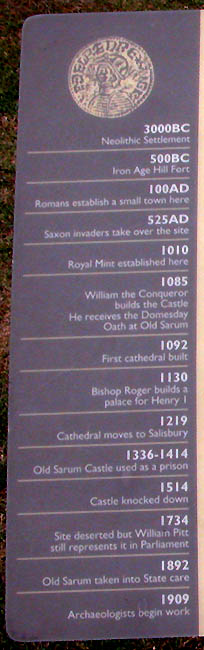 3000BC
Neolithic Settlement
500BC
Iron Age Hill Fort
100AD
Romans establish a small town here
525AD
Saxon invaders take over the site
1010
Royal Mint established here
1085
William the Conqueror
builds the Castle
He receives the Domesday
Oath at Old Sarum
1092
First cathedral built
1130
Bishop Roger builds a
palace for Henry I
1219
Cathedral moves to Salisbury
1336-1414
Old Sarum Castle used as a prison
1514
Castle knocked down
1734
Site deserted but William Pitt
still represents it in Parliament
1892
Old Sarum taken into State care
1909
Archaeologists begin work